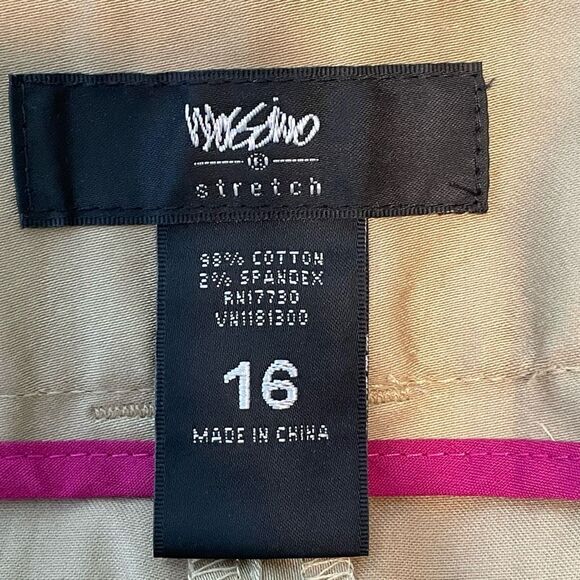 mossimo
®
stretch
98% COTTON
2% SPANDEX
RN17730
VN1181300
16
MADE IN CHINA